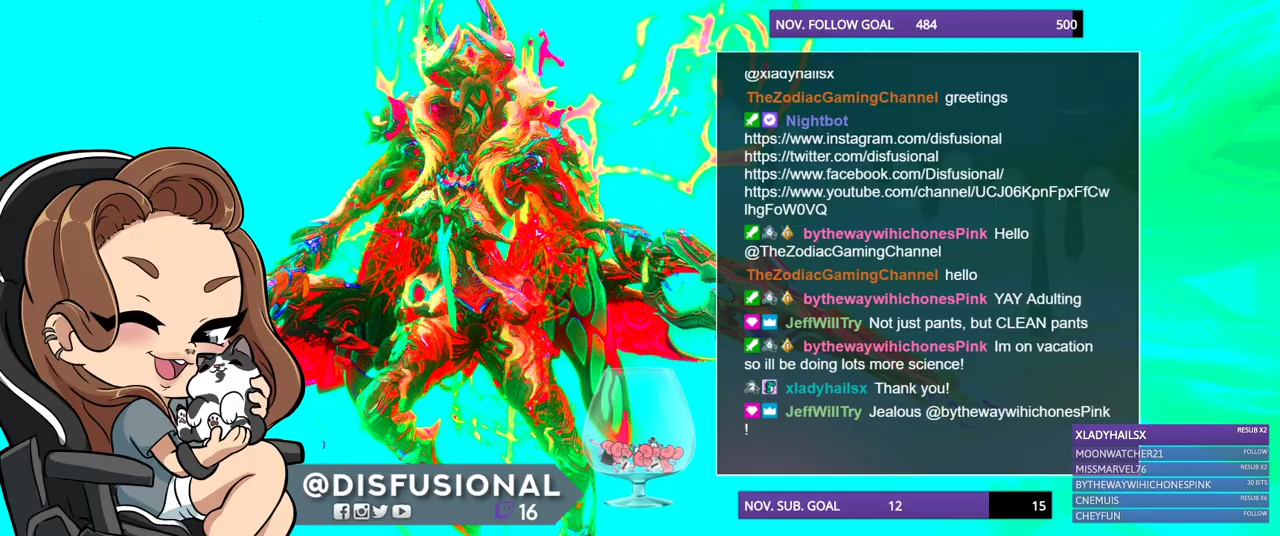 NOV. FOLLOW GOAL 484 500
@xladyhailsx
TheZodiacGamingChannel greetings
Nightbot
https://www.instagram.com/disfusional
https://twitter.com/disfusional
https://www.facebook.com/Disfusional/
https://www.youtube.com/channel/UCJ06KpnFpxFfCw
lhgFoW0VQ
bythewaywihichonesPink Hello
@TheZodiacGamingChannel
TheZodiacGamingChannel hello
bythewaywihichonesPink YAY Adulting
JeffWillTry Not just pants, but CLEAN pants
bythewaywihichonesPink Im on vacation
so ill be doing lots more science!
xladyhailsx Thank you!
JeffWillTry Jealous @bythewaywihichonesPink
!
XLADYHAILSX RESUB X2
MOONWATCHER21 FOLLOW
MISSMARVEL76 RESUB X2
BYTHEWAYWIHICHONESPINK 30 BITS
CNEMUIS RESUB X6
CHEYFUN FOLLOW
@DISFUSIONAL
16
NOV. SUB. GOAL 12 15